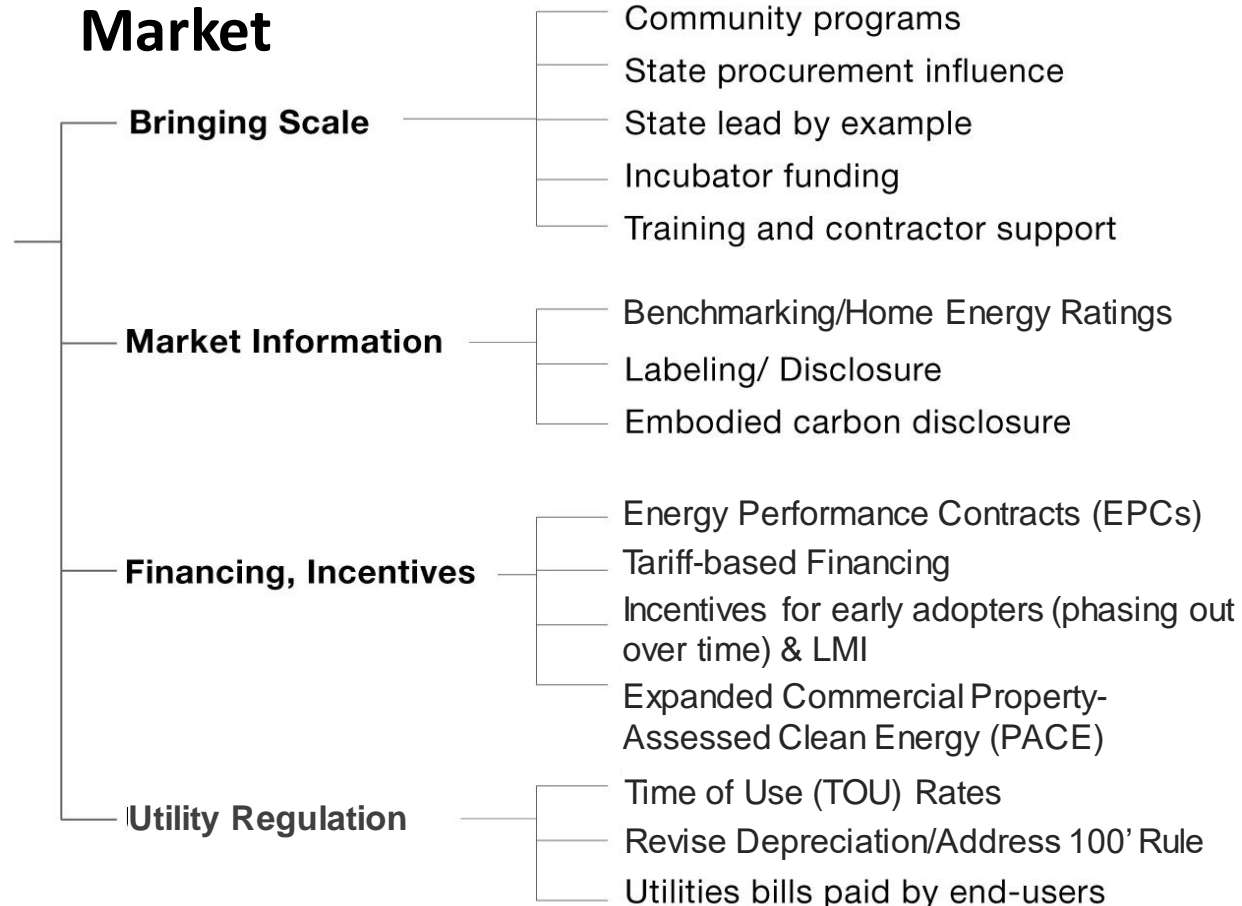 Market
Bringing Scale
Community programs
State procurement influence
State lead by example
Incubator funding
Training and contractor support
Market Information
Benchmarking/Home Energy Ratings
Labeling/ Disclosure
Embodied carbon disclosure
Financing, Incentives
Energy Performance Contracts (EPCs)
Tariff-based Financing
Incentives for early adopters (phasing out
over time) & LMI
Expanded Commercial Property-
Assessed Clean Energy (PACE)
Utility Regulation
Time of Use (TOU) Rates
Revise Depreciation/Address 100’ Rule
Utilities bills paid by end-users